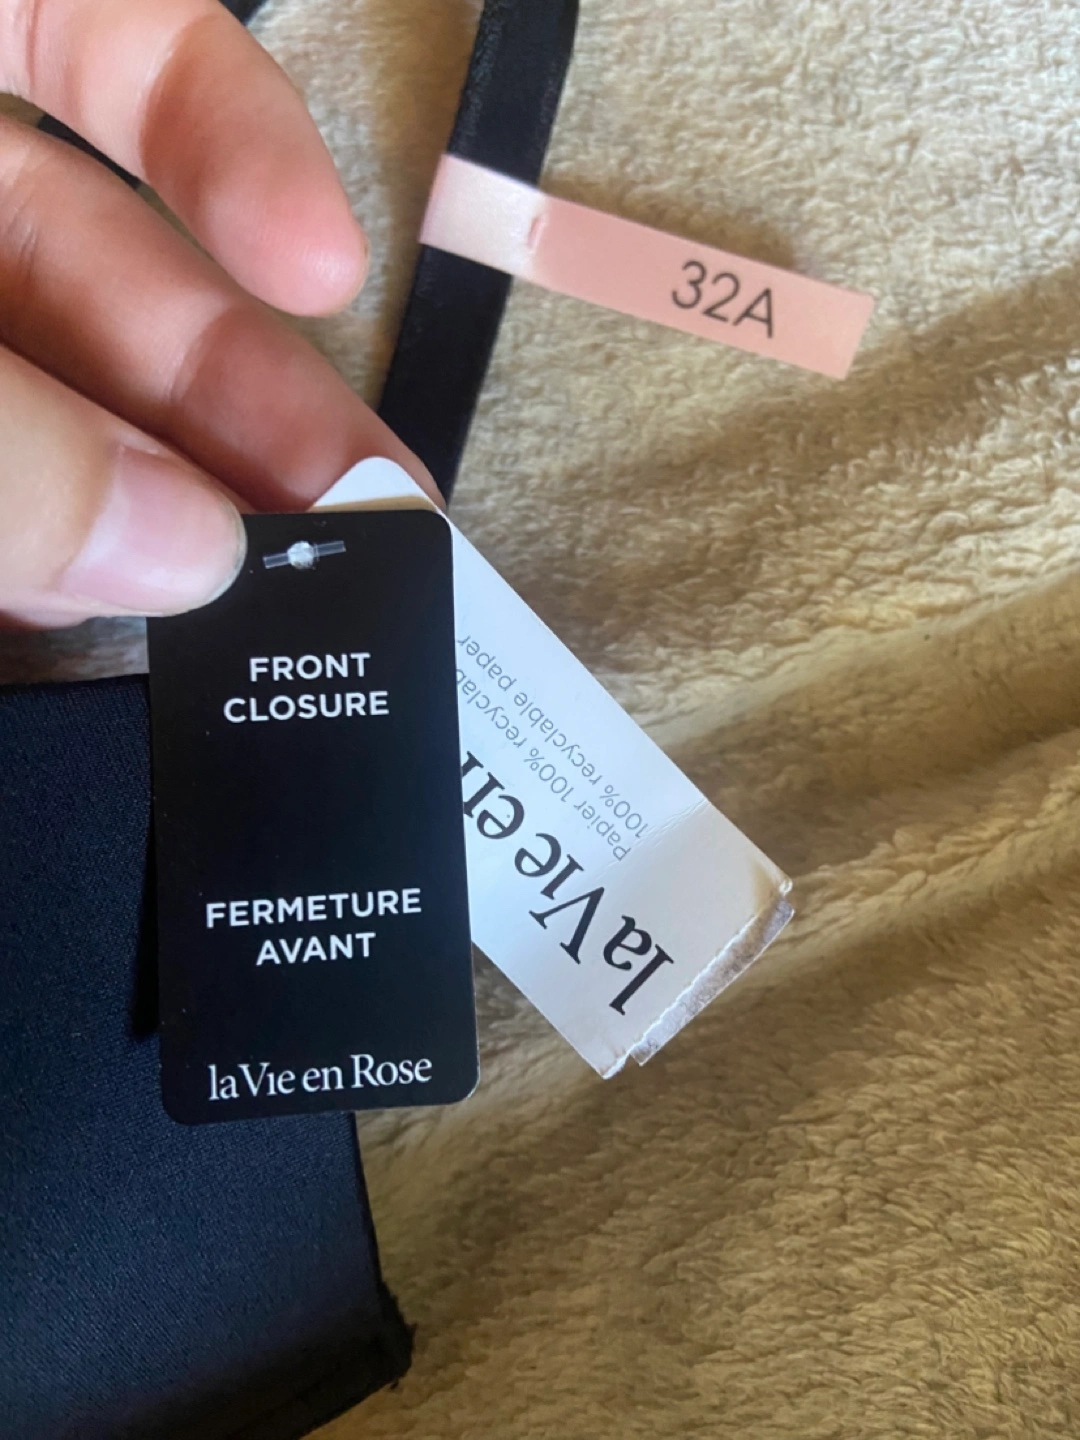 32A
FRONT
CLOSURE
FERMETURE
AVANT
la Vie en Rose
la Vie en
Papier 100% recyclab
100% recyclable paper